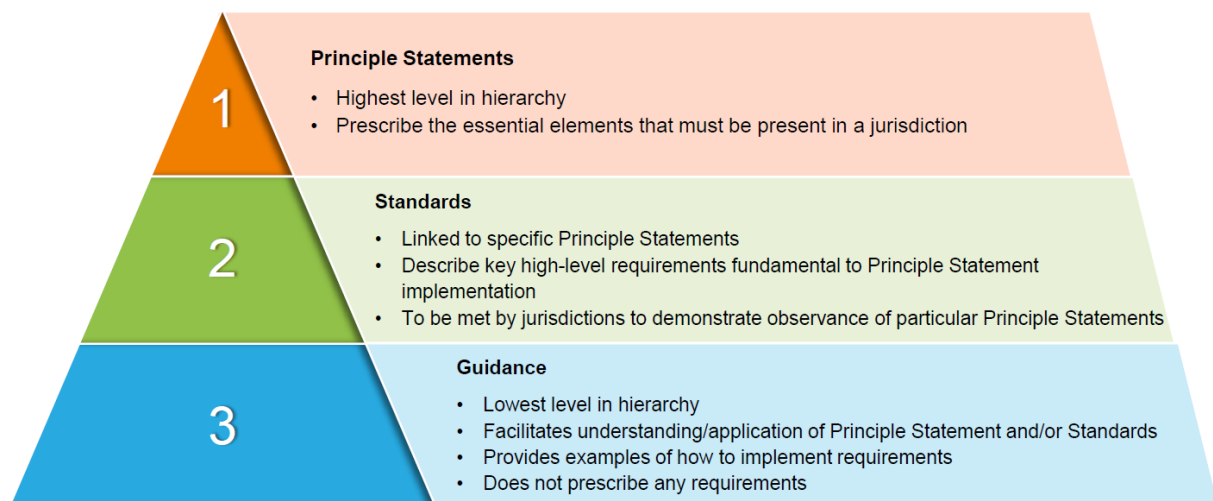 1
Principle Statements
• Highest level in hierarchy
• Prescribe the essential elements that must be present in a jurisdiction
2
Standards
• Linked to specific Principle Statements
• Describe key high-level requirements fundamental to Principle Statement
implementation
• To be met by jurisdictions to demonstrate observance of particular Principle Statements
3
Guidance
• Lowest level in hierarchy
• Facilitates understanding/application of Principle Statement and/or Standards
• Provides examples of how to implement requirements
• Does not prescribe any requirements